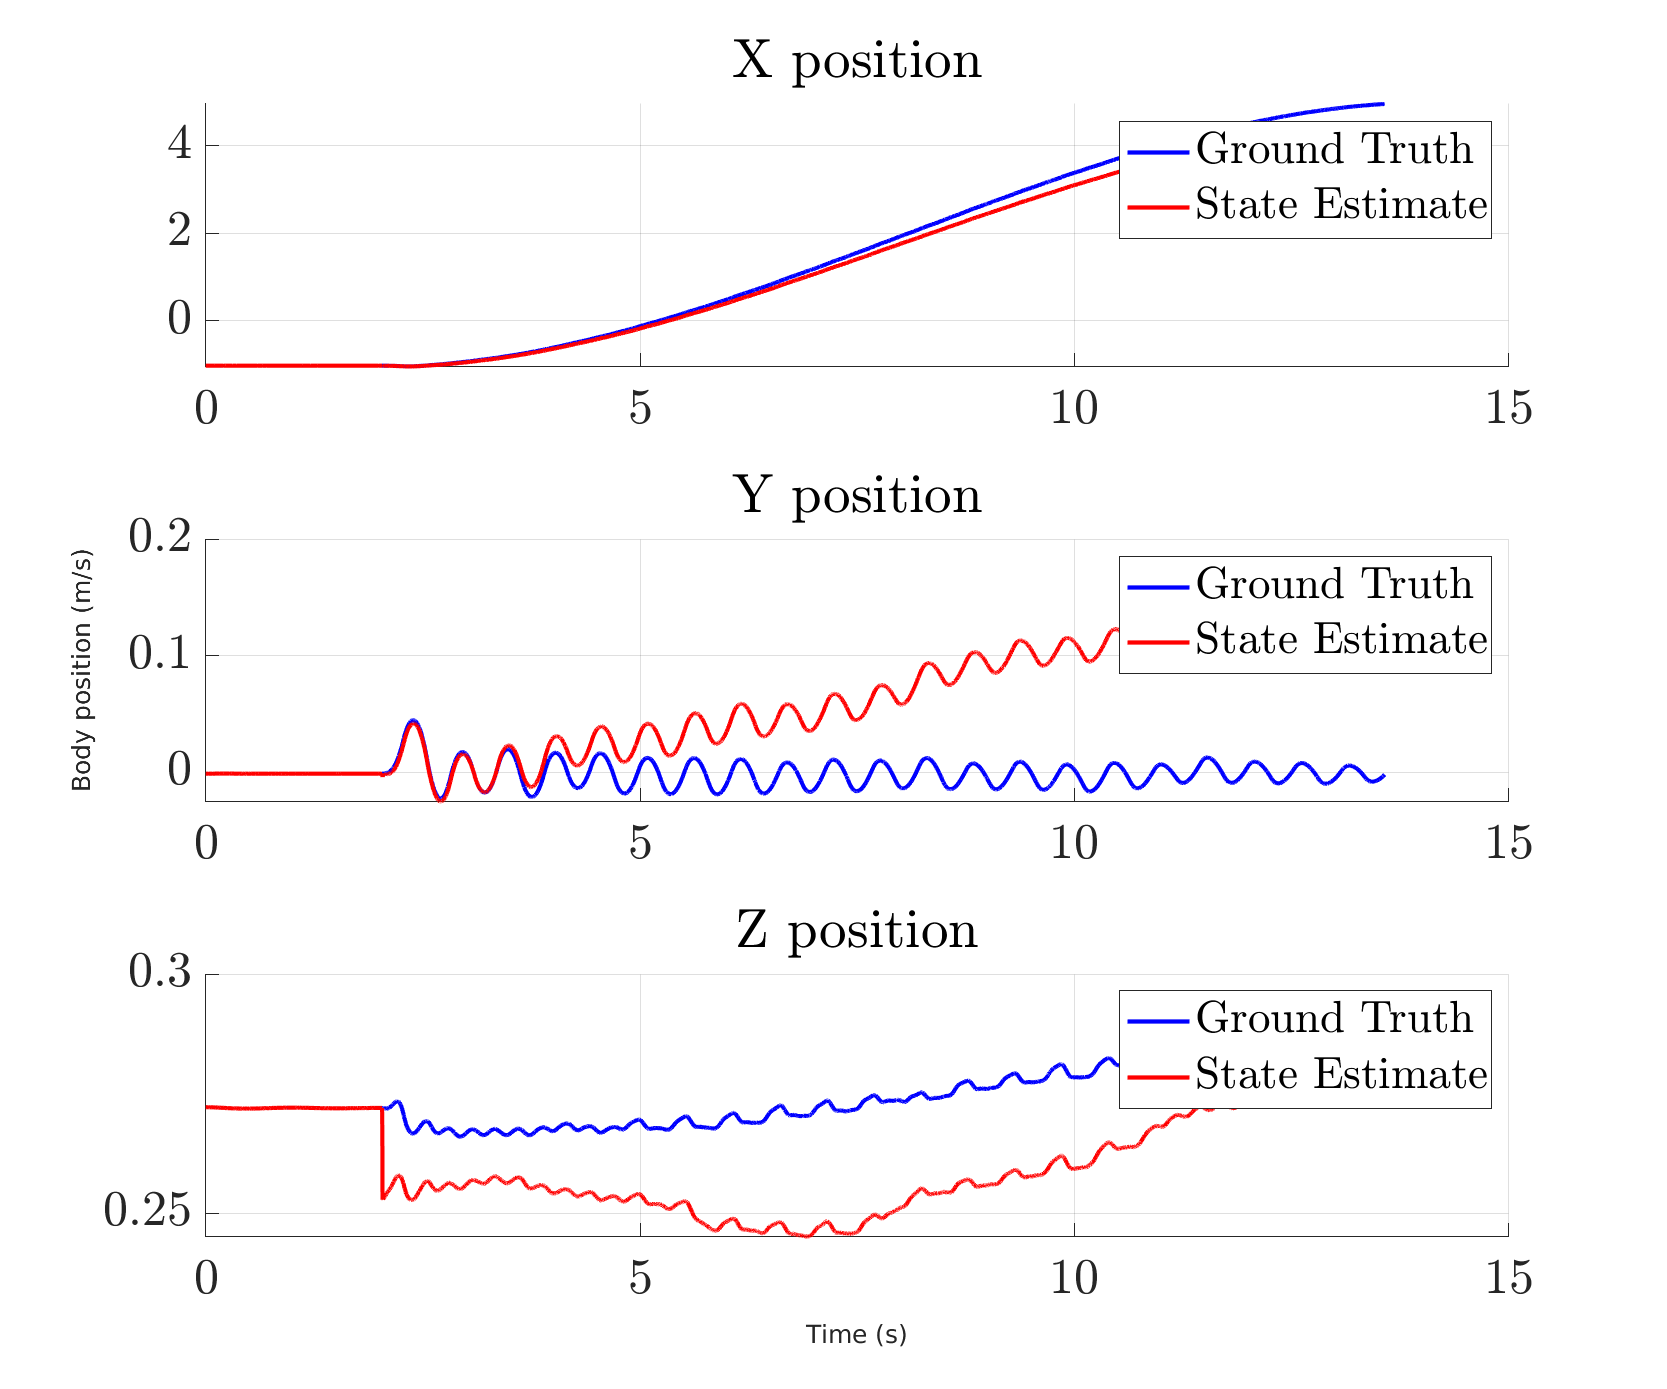 X position
4
2
0
Ground Truth
State Estimate
0 5 10 15
Y position
Body position (m/s)
0.2
0.1
0
Ground Truth
State Estimate
0 5 10 15
Z position
0.3
0.25
Ground Truth
State Estimate
0 5 10 15
Time (s)